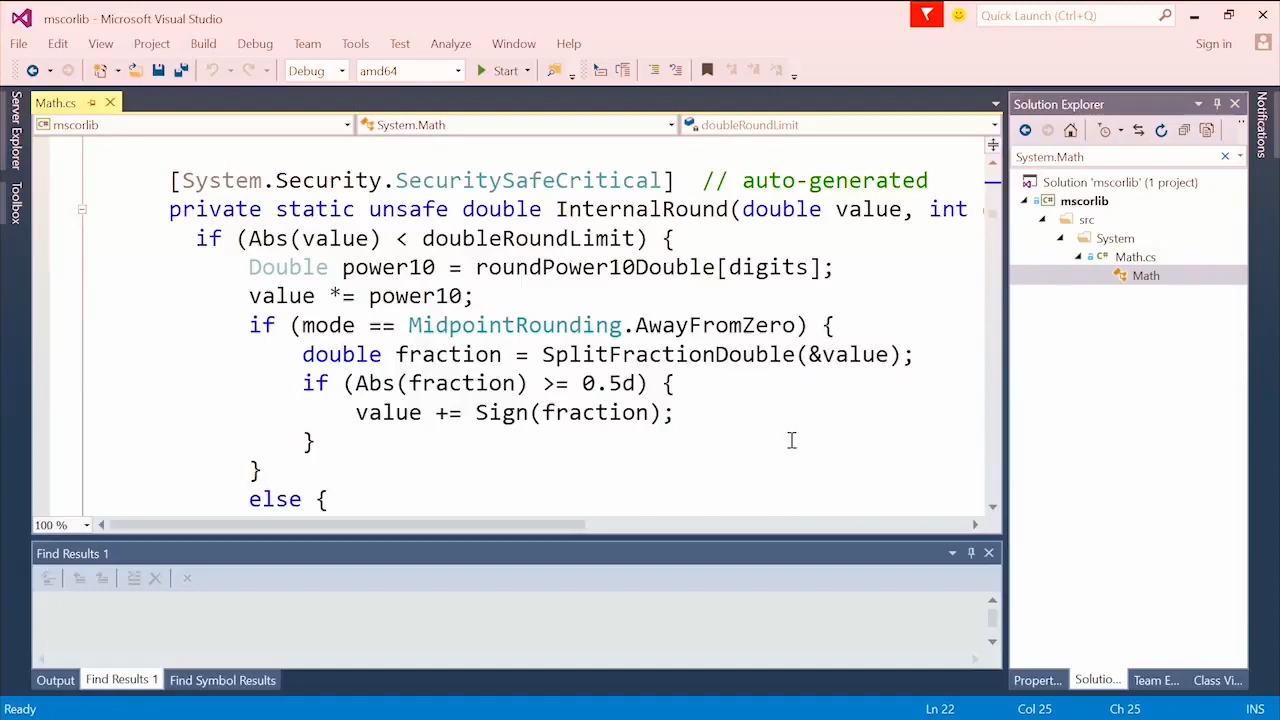 mscorlib - Microsoft Visual Studio
Quick Launch (Ctrl+Q)
File Edit View Project Build Debug Team Tools Test Analyze Window Help
Sign in
Debug amd64 Start
Server Explorer
Toolbox
Math.cs
mscorlib System.Math doubleRoundLimit
[System.Security.SecuritySafeCritical] // auto-generated
private static unsafe double InternalRound(double value, int
if (Abs(value) < doubleRoundLimit) {
Double power10 = roundPower10Double[digits];
value *= power10;
if (mode == MidpointRounding.AwayFromZero) {
double fraction = SplitFractionDouble(&value);
if (Abs(fraction) >= 0.5d) {
value += Sign(fraction);
}
}
else {
100 %
Find Results 1
Output Find Results 1 Find Symbol Results
Solution Explorer
System.Math
Solution 'mscorlib' (1 project)
mscorlib
src
System
C# Math.cs
Math
Propert... Solutio... Team E... Class Vi...
Notifications
Ready Ln 22 Col 25 Ch 25 INS